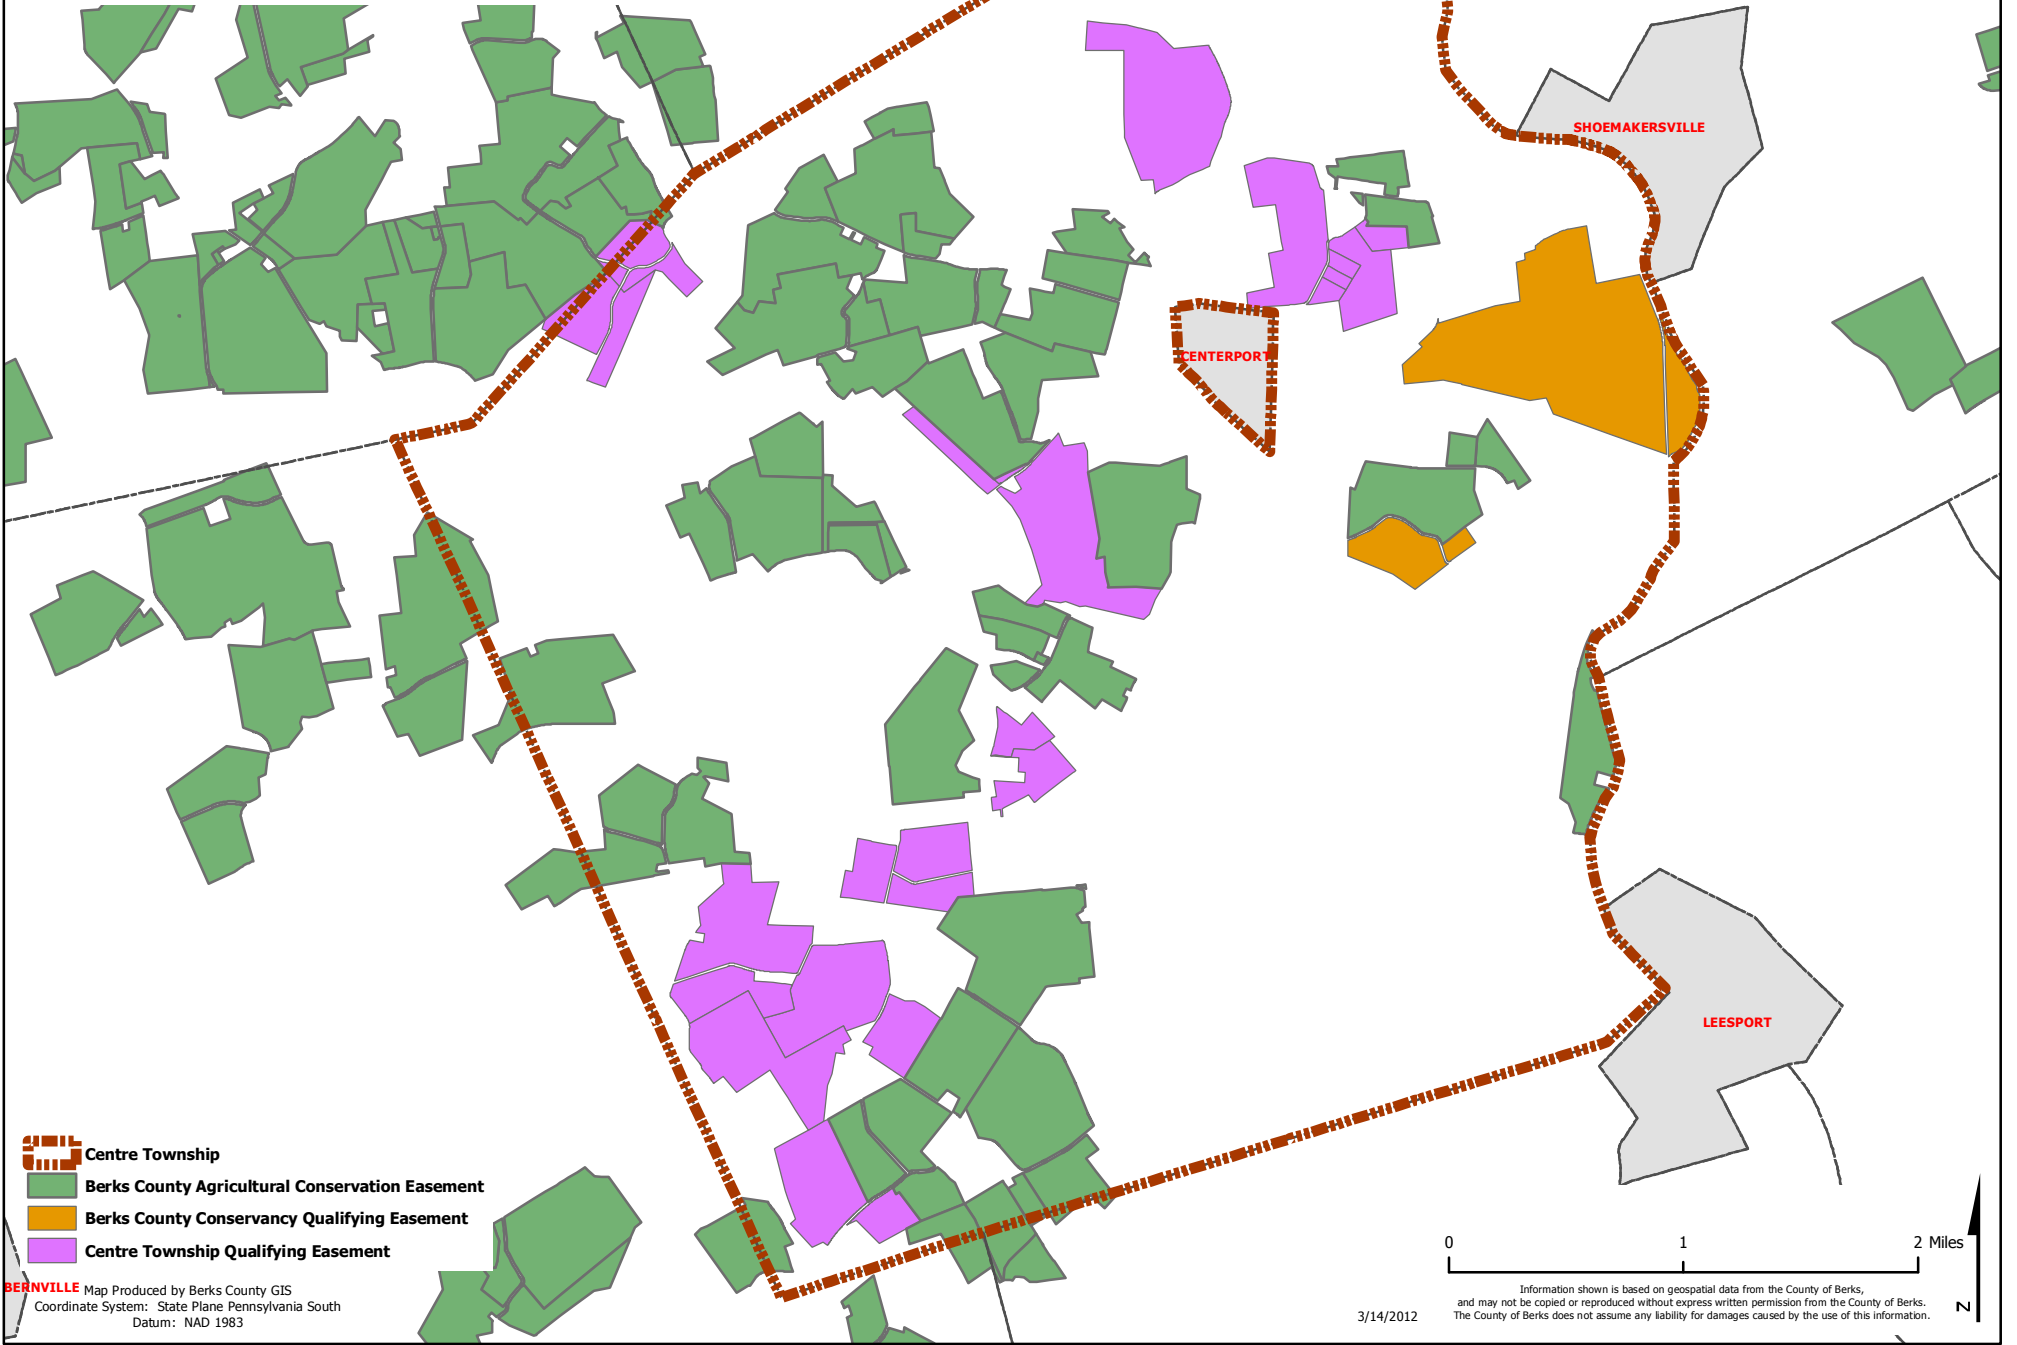 SHOEMAKERSVILLE
CENTERPORT
LEESPORT
Centre Township
Berks County Agricultural Conservation Easement
Berks County Conservancy Qualifying Easement
Centre Township Qualifying Easement
BERNVILLE
Map Produced by Berks County GIS
Coordinate System: State Plane Pennsylvania South
Datum: NAD 1983
0 1 2 Miles
Information shown is based on geospatial data from the County of Berks,
and may not be copied or reproduced without express written permission from the County of Berks.
The County of Berks does not assume any liability for damages caused by the use of this information.
3/14/2012
N